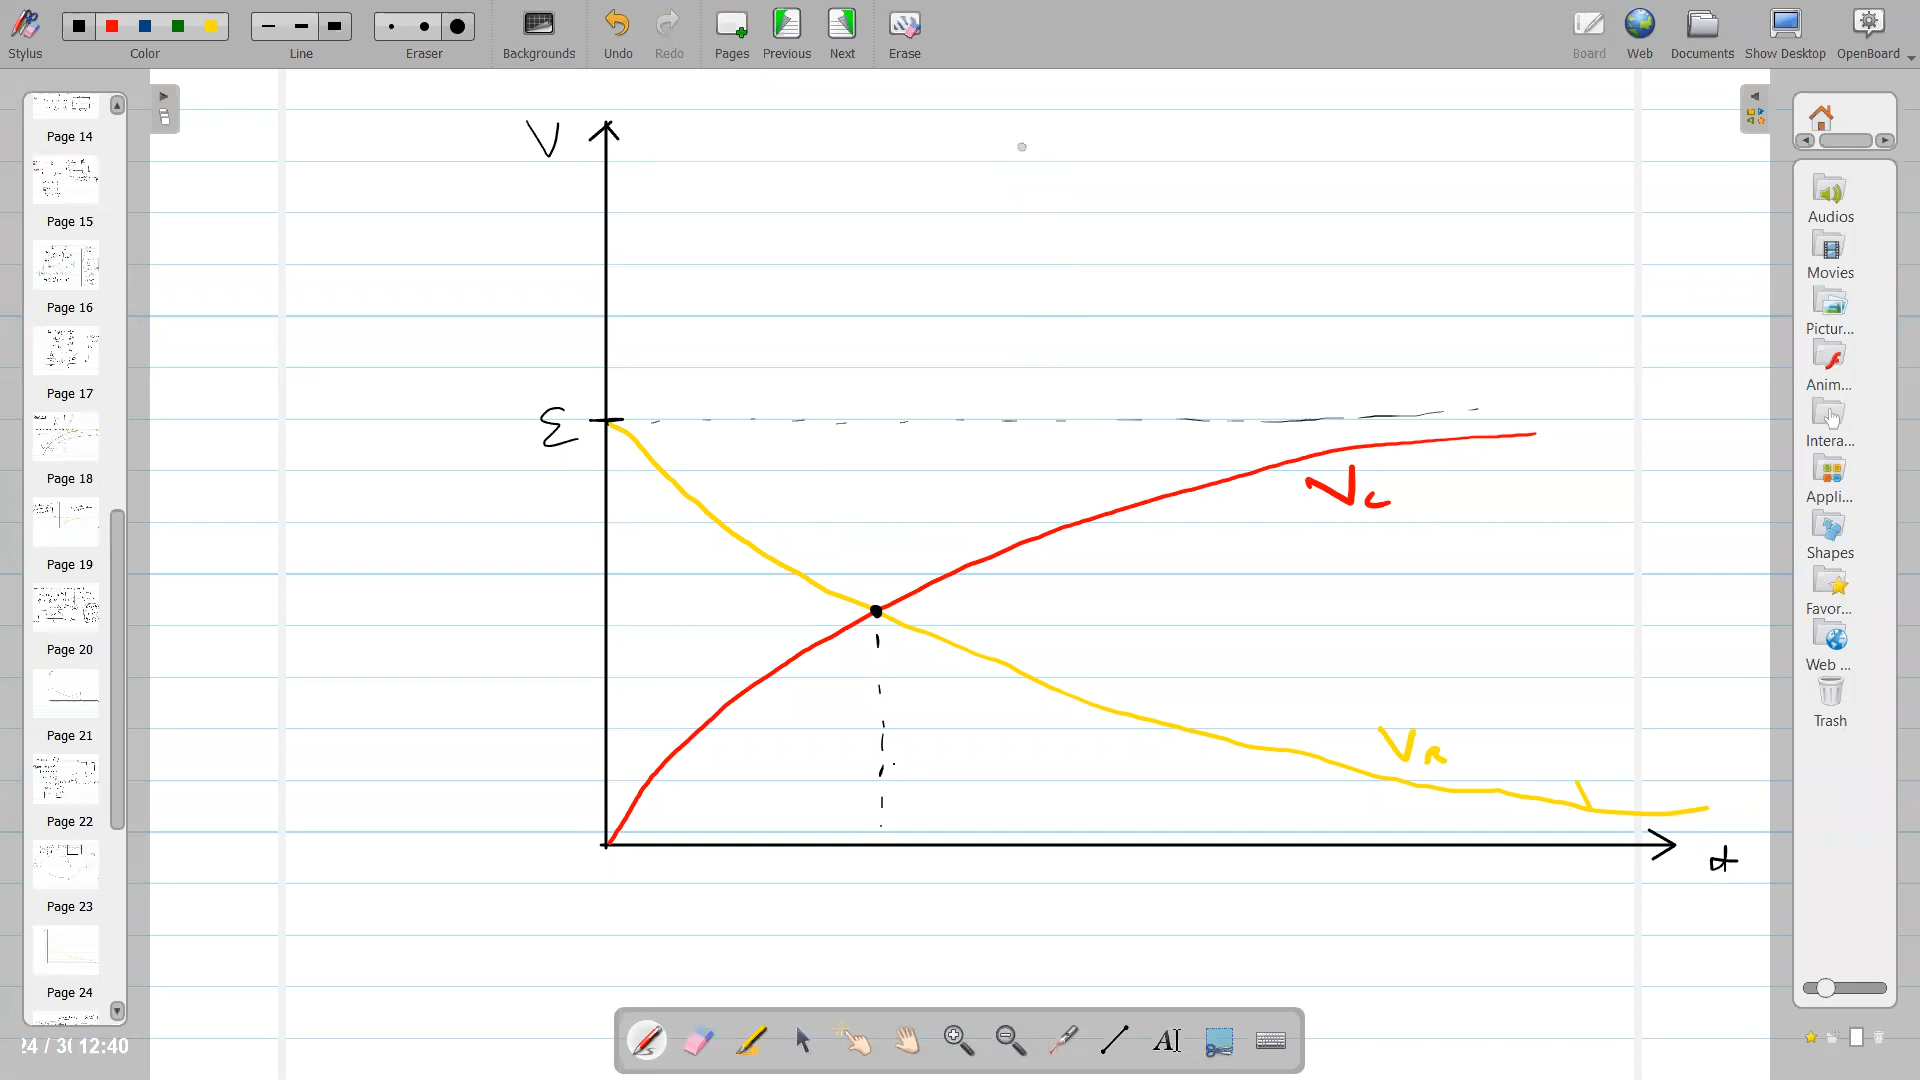 Stylus
Color
Line
Eraser
Backgrounds
Undo
Redo
Pages
Previous
Next
Erase
Board
Web
Documents
Show Desktop
OpenBoard
Page 14
Page 15
Page 16
Page 17
Page 18
Page 19
Page 20
Page 21
Page 22
Page 23
Page 24
12:40
V
ε
Vc
VR
t
Audios
Movies
Pictur...
Anim...
Intera...
Appli...
Shapes
Favor...
Web ...
Trash